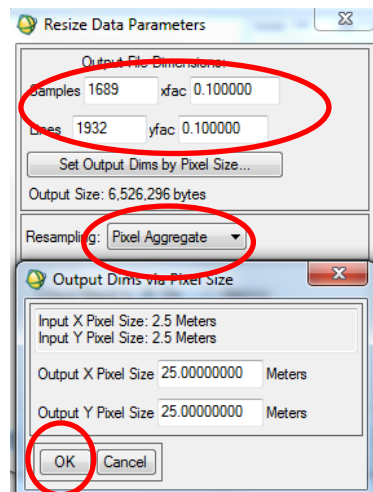 Resize Data Parameters
Output File Dimensions:
Samples 1689 xfac 0.100000
Lines 1932 yfac 0.100000
Set Output Dims by Pixel Size...
Output Size: 6,526,296 bytes
Resampling: Pixel Aggregate
Output Dims via Pixel Size
Input X Pixel Size: 2.5 Meters
Input Y Pixel Size: 2.5 Meters
Output X Pixel Size 25.00000000 Meters
Output Y Pixel Size 25.00000000 Meters
OK Cancel